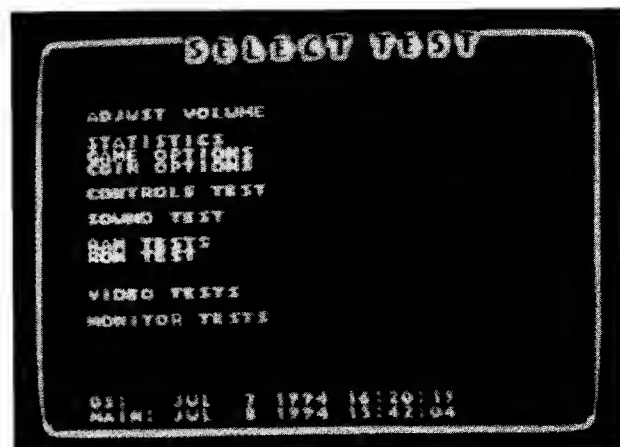 SELECT TEST
ADJUST VOLUME
STATISTICS
GAME OPTIONS
COIN OPTIONS
CONTROLS TEST
SOUND TEST
RAM TESTS
ROM TEST
VIDEO TESTS
MONITOR TESTS
OS: JUL 7 1994 16:20:15
MAIN: JUL 8 1994 15:42:04